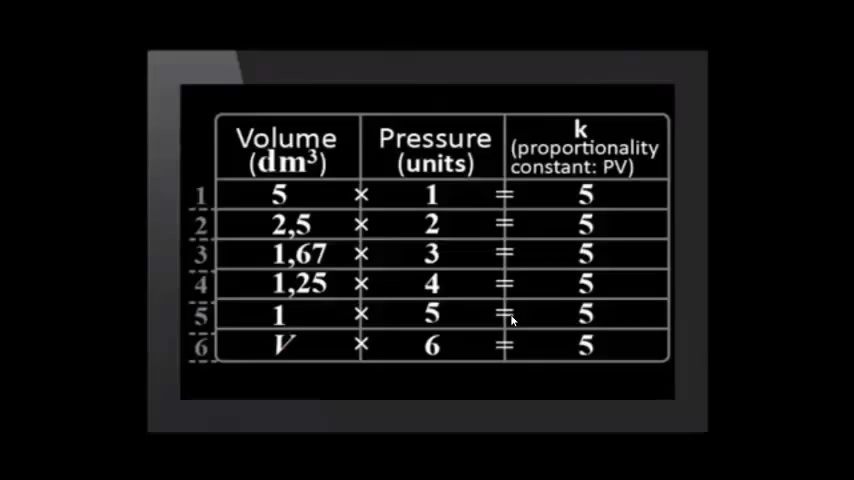 Volume (dm³) Pressure (units) k (proportionality constant: PV)
1 5 × 1 = 5
2 2,5 × 2 = 5
3 1,67 × 3 = 5
4 1,25 × 4 = 5
5 1 × 5 = 5
6 V × 6 = 5